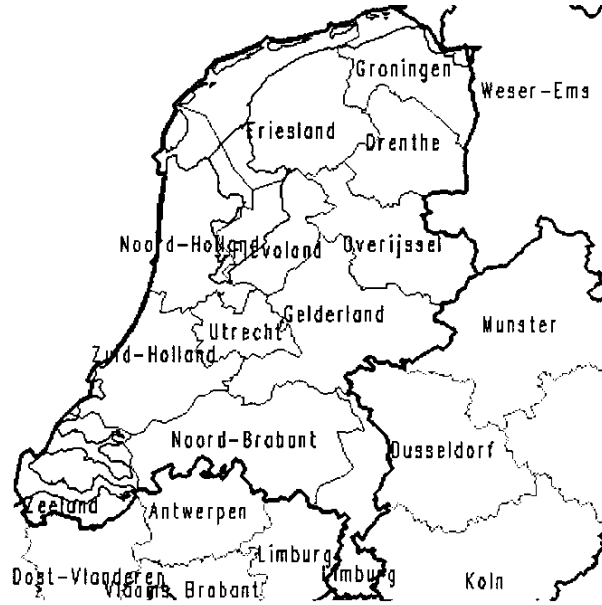 Groningen
Weser-Ems
Friesland
Drenthe
Noord-Holland
Flevoland
Overijssel
Gelderland
Munster
Utrecht
Zuid-Holland
Noord-Brabant
Dusseldorf
Zeeland
Antwerpen
Limburg
Oost-Vlanderen
Limburg
Vlaams Brabant
Koln